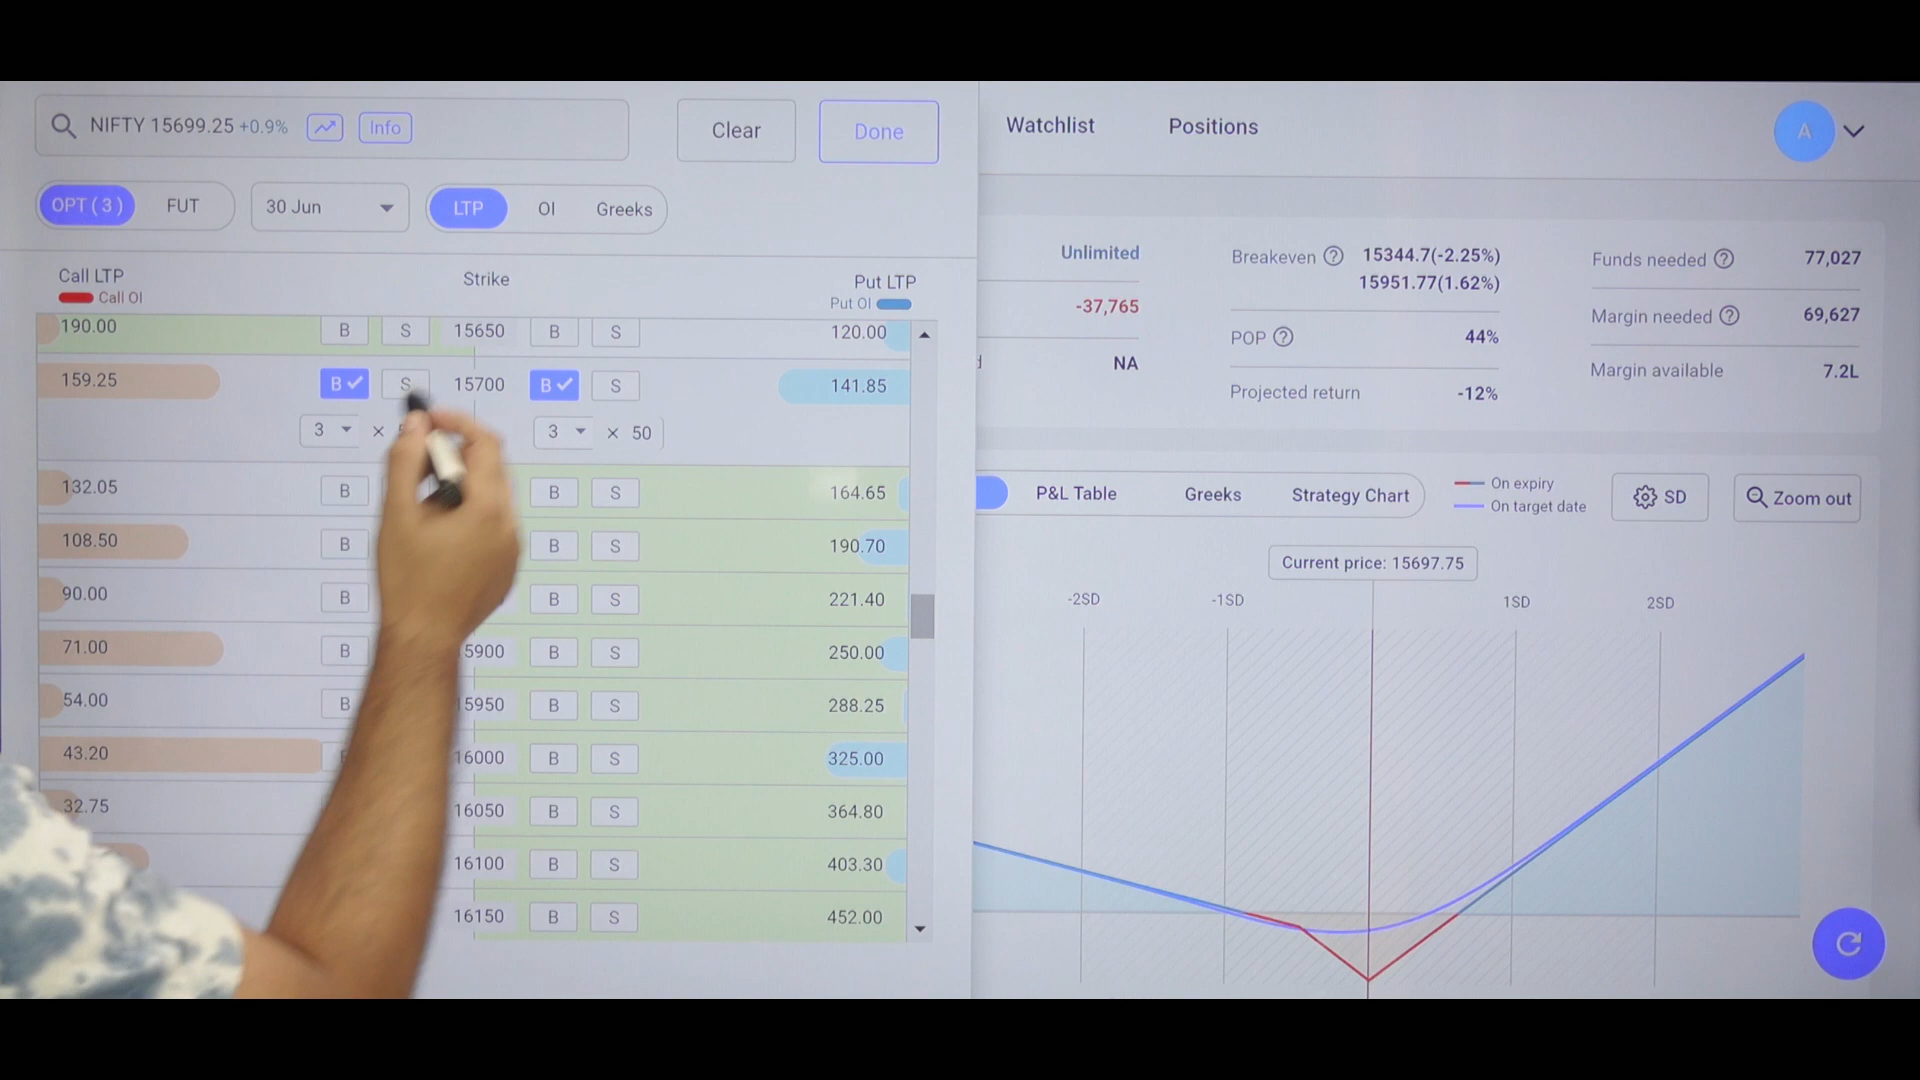 NIFTY 15699.25 +0.9% Info
Clear
Done
Watchlist
Positions
A
OPT ( 3 )
FUT
30 Jun
LTP
OI
Greeks
Call LTP
Call OI
Strike
Put LTP
Put OI
190.00 B S 15650 B S 120.00
159.25 B S 15700 B S 141.85
3 ×
3 × 50
132.05 B B S 164.65
108.50 B B S 190.70
90.00 B B S 221.40
71.00 B 5900 B S 250.00
54.00 B 15950 B S 288.25
43.20 16000 B S 325.00
32.75 16050 B S 364.80
16100 B S 403.30
16150 B S 452.00
Unlimited
-37,765
NA
Breakeven ? 15344.7(-2.25%)
15951.77(1.62%)
POP ? 44%
Projected return -12%
Funds needed ? 77,027
Margin needed ? 69,627
Margin available 7.2L
P&L Table
Greeks
Strategy Chart
On expiry
On target date
SD
Zoom out
Current price: 15697.75
-2SD
-1SD
1SD
2SD